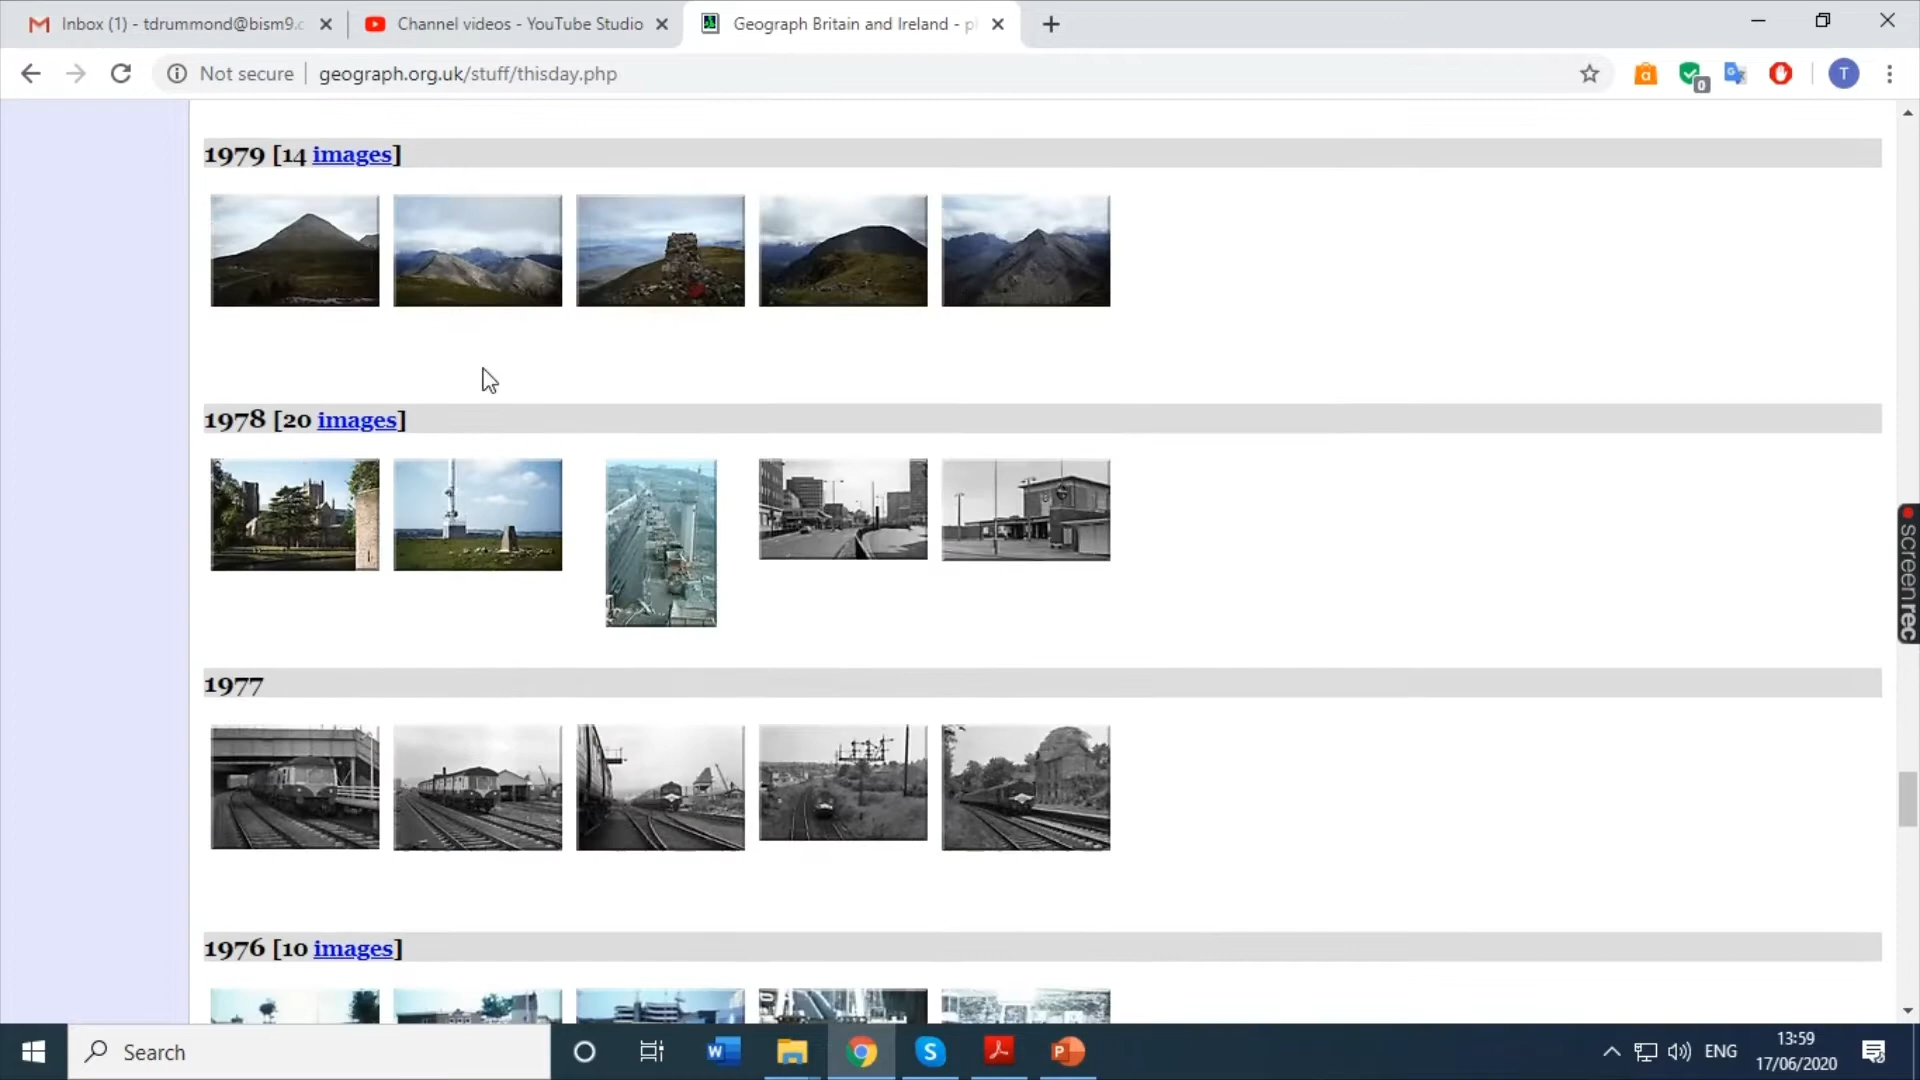 Inbox (1) - tdrummond@bism9.c
Channel videos - YouTube Studio
Geograph Britain and Ireland - p
Not secure
geograph.org.uk/stuff/thisday.php
0
T
1979 [14 images]
1978 [20 images]
1977
1976 [10 images]
screenrec
Search
ENG
13:59
17/06/2020